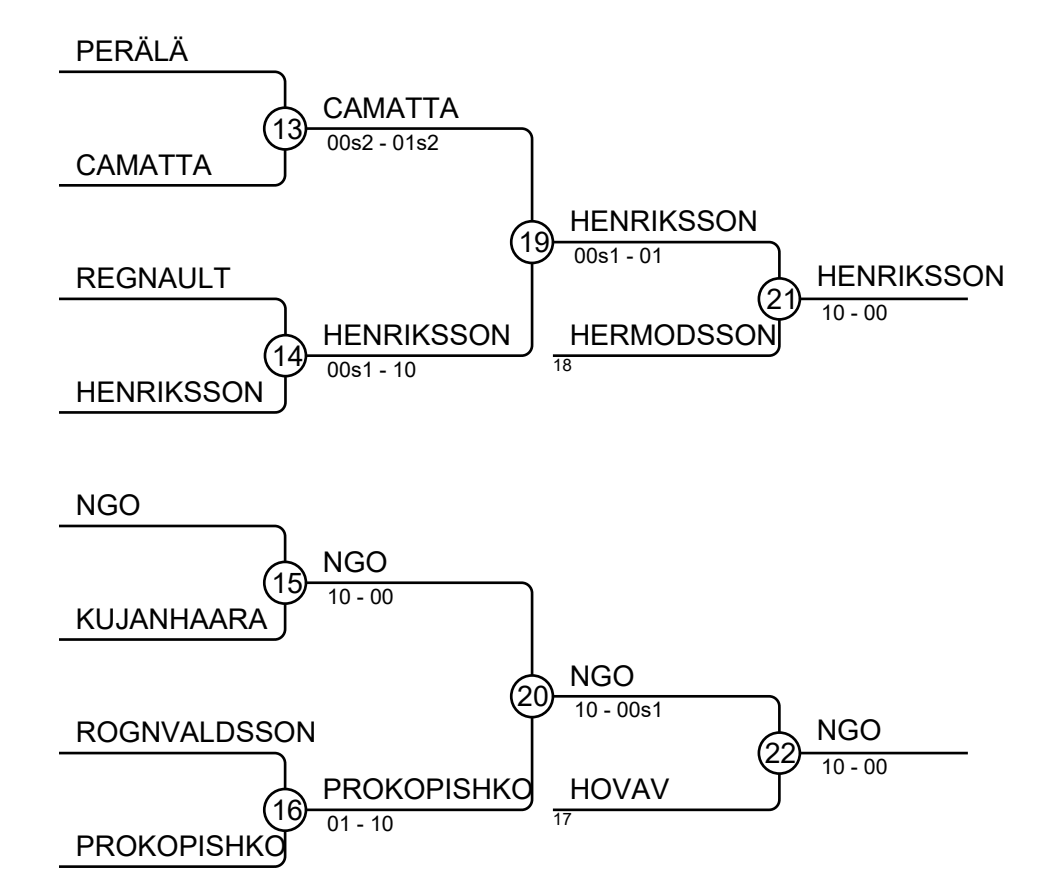 PERÄLÄ
13
CAMATTA
00s2 - 01s2
CAMATTA
19
HENRIKSSON
00s1 - 01
REGNAULT
14
HENRIKSSON
00s1 - 10
HENRIKSSON
21
HENRIKSSON
10 - 00
HERMODSSON
18
NGO
15
NGO
10 - 00
KUJANHAARA
20
NGO
10 - 00s1
ROGNVALDSSON
16
PROKOPISHKO
01 - 10
PROKOPISHKO
22
NGO
10 - 00
HOVAV
17